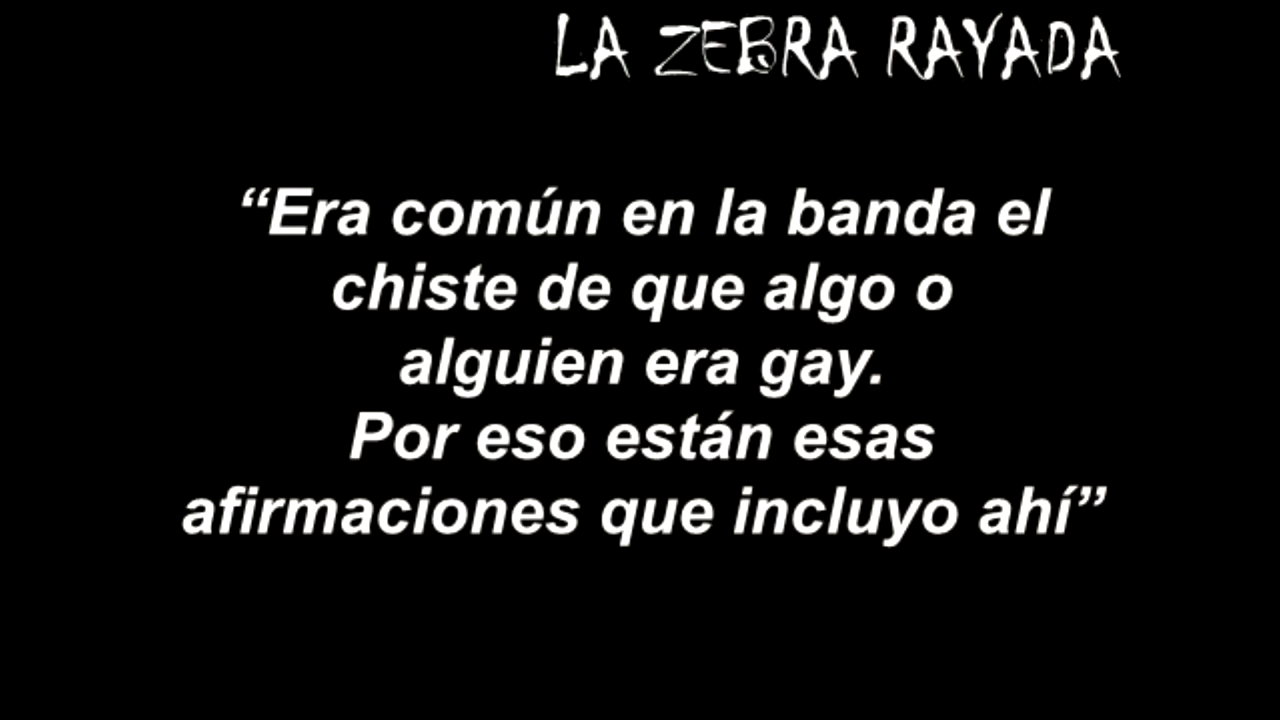 LA ZEBRA RAYADA
“Era común en la banda el
chiste de que algo o
alguien era gay.
Por eso están esas
afirmaciones que incluyo ahí”